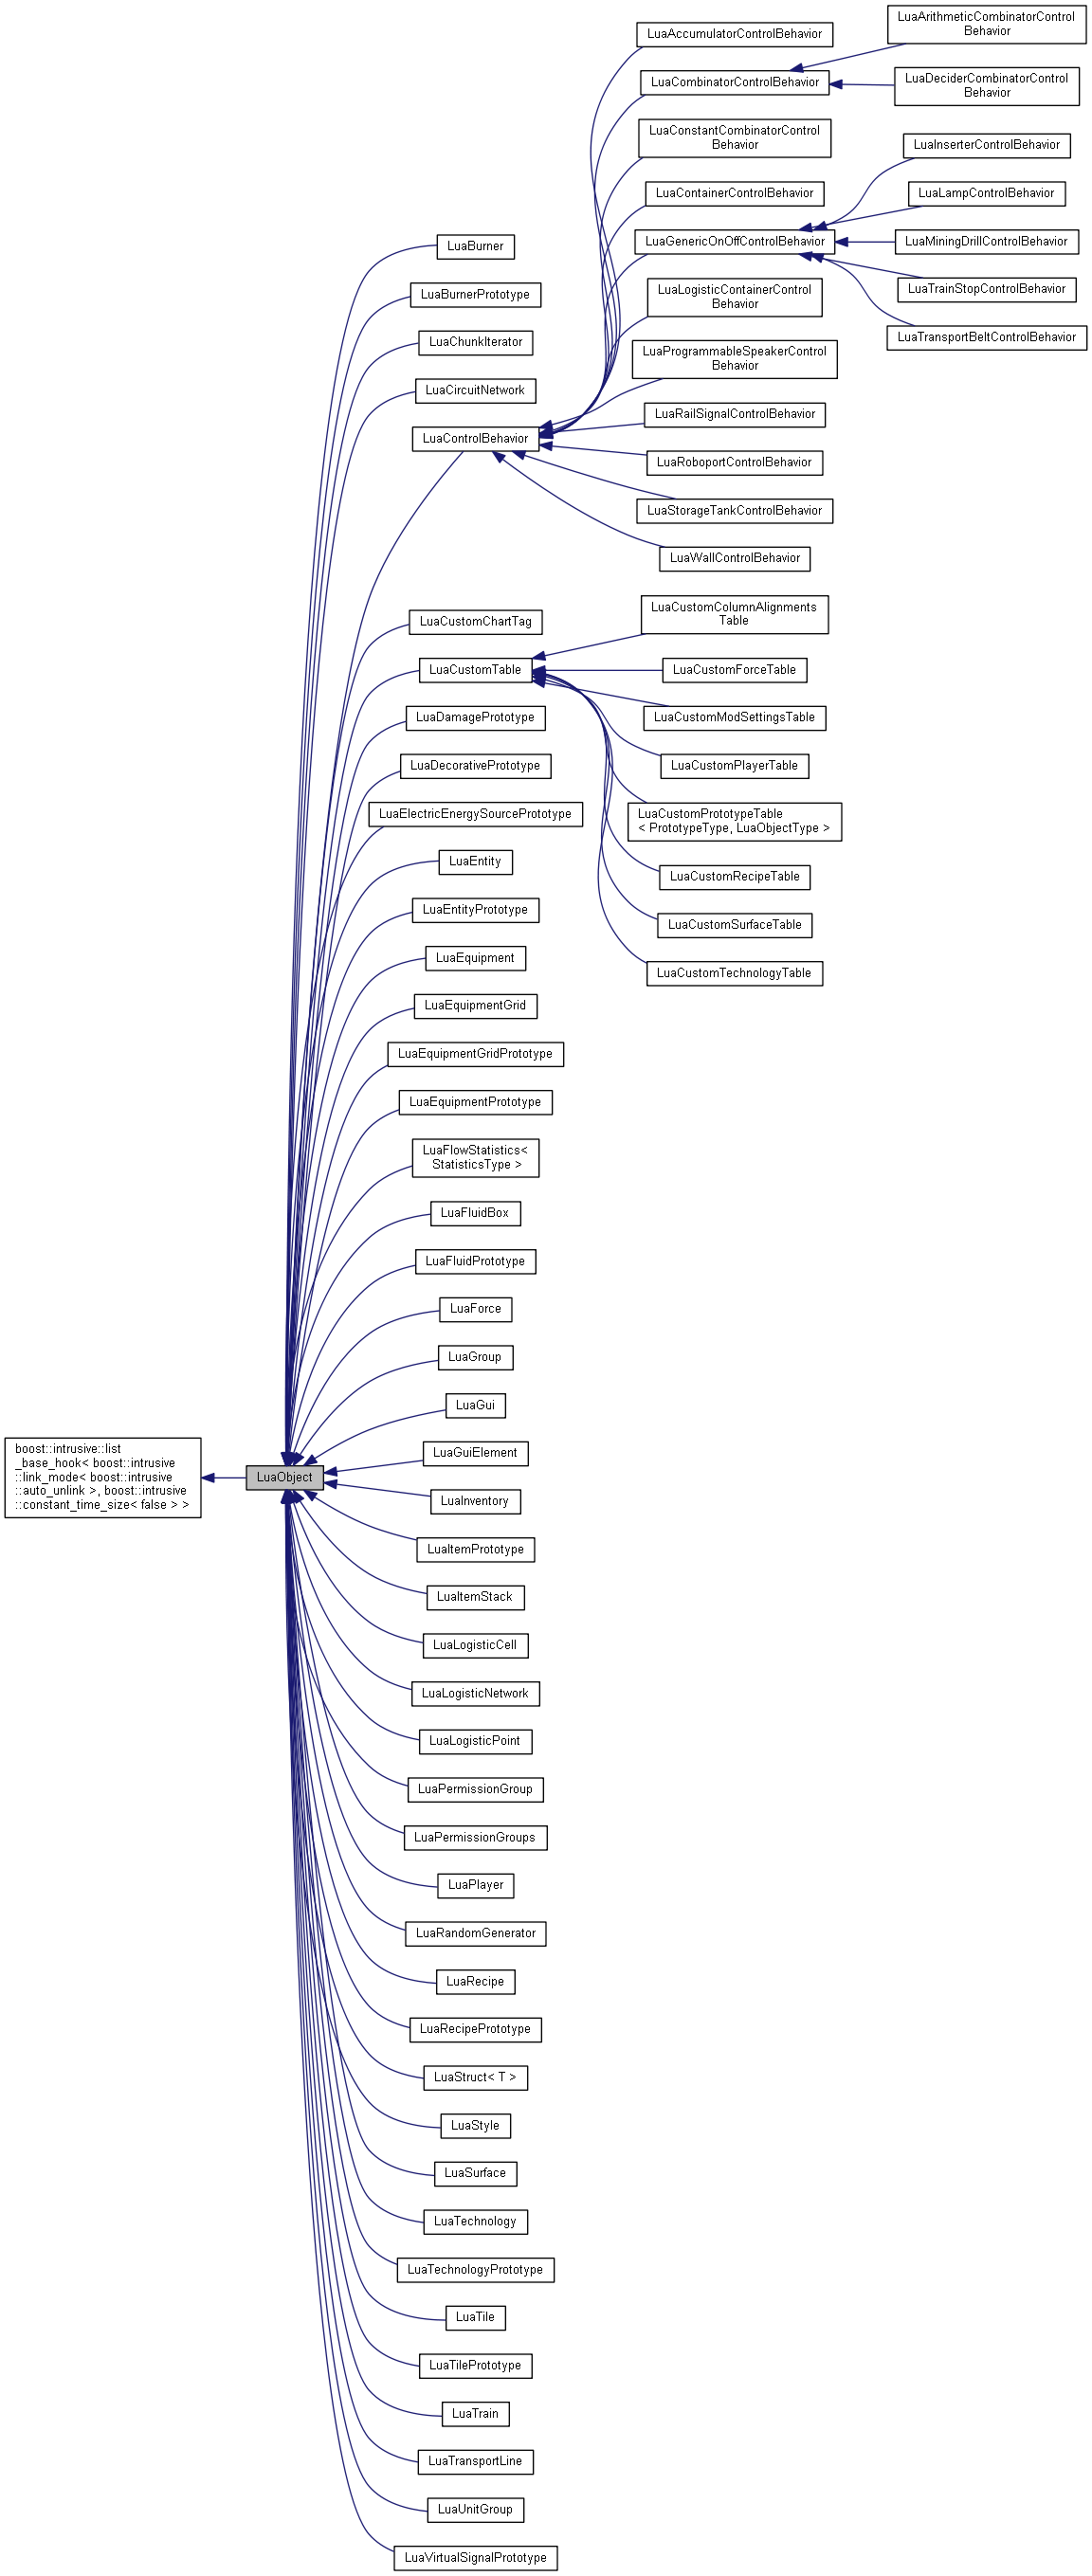 LuaAccumulatorControlBehavior
LuaArithmeticCombinatorControl
Behavior
LuaCombinatorControlBehavior
LuaDeciderCombinatorControl
Behavior
LuaConstantCombinatorControl
Behavior
LuaInserterControlBehavior
LuaContainerControlBehavior
LuaLampControlBehavior
LuaBurner
LuaGenericOnOffControlBehavior
LuaMiningDrillControlBehavior
LuaBurnerPrototype
LuaLogisticContainerControl
Behavior
LuaTrainStopControlBehavior
LuaChunkIterator
LuaProgrammableSpeakerControl
Behavior
LuaTransportBeltControlBehavior
LuaCircuitNetwork
LuaRailSignalControlBehavior
LuaControlBehavior
LuaRoboportControlBehavior
LuaStorageTankControlBehavior
LuaWallControlBehavior
LuaCustomChartTag
LuaCustomColumnAlignments
Table
LuaCustomTable
LuaCustomForceTable
LuaDamagePrototype
LuaCustomModSettingsTable
LuaDecorativePrototype
LuaCustomPlayerTable
LuaElectricEnergySourcePrototype
LuaCustomPrototypeTable
< PrototypeType, LuaObjectType >
LuaEntity
LuaCustomRecipeTable
LuaEntityPrototype
LuaCustomSurfaceTable
LuaEquipment
LuaCustomTechnologyTable
LuaEquipmentGrid
LuaEquipmentGridPrototype
LuaEquipmentPrototype
LuaFlowStatistics<
StatisticsType >
LuaFluidBox
LuaFluidPrototype
LuaForce
LuaGroup
LuaGui
LuaGuiElement
boost::intrusive::list
_base_hook< boost::intrusive
::link_mode< boost::intrusive
::auto_unlink >, boost::intrusive
::constant_time_size< false > >
LuaObject
LuaInventory
LuaItemPrototype
LuaItemStack
LuaLogisticCell
LuaLogisticNetwork
LuaLogisticPoint
LuaPermissionGroup
LuaPermissionGroups
LuaPlayer
LuaRandomGenerator
LuaRecipe
LuaRecipePrototype
LuaStruct< T >
LuaStyle
LuaSurface
LuaTechnology
LuaTechnologyPrototype
LuaTile
LuaTilePrototype
LuaTrain
LuaTransportLine
LuaUnitGroup
LuaVirtualSignalPrototype